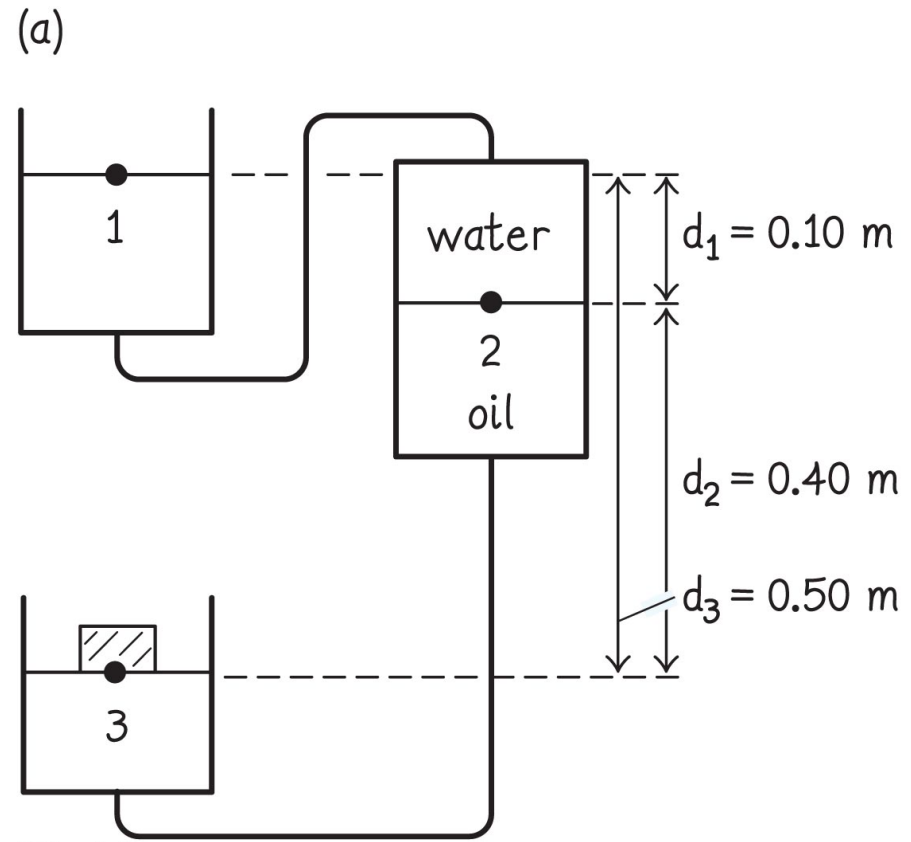 (a)
1
water
d₁ = 0.10 m
2
oil
d₂ = 0.40 m
d₃ = 0.50 m
3